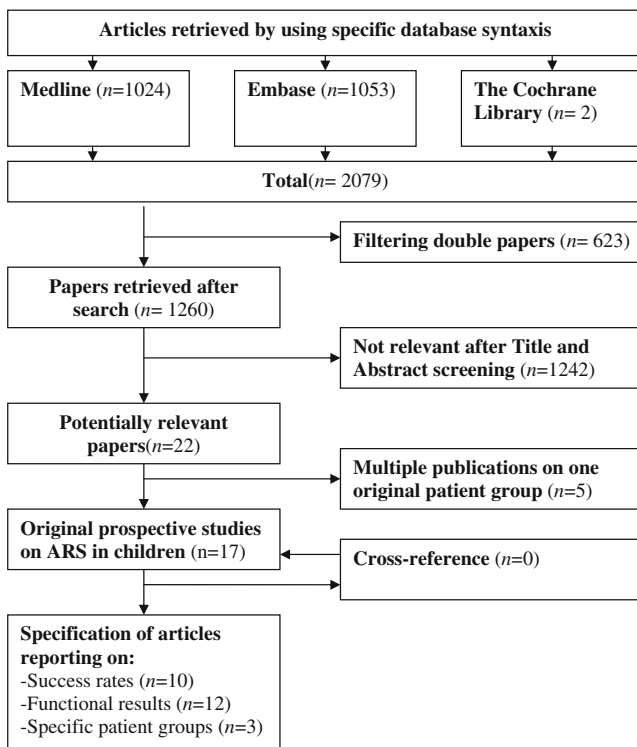 Articles retrieved by using specific database syntaxis
Medline (n=1024)
Embase (n=1053)
The Cochrane
Library (n= 2)
Total(n= 2079)
Filtering double papers (n= 623)
Papers retrieved after
search (n= 1260)
Not relevant after Title and
Abstract screening (n=1242)
Potentially relevant
papers(n=22)
Multiple publications on one
original patient group (n=5)
Original prospective studies
on ARS in children (n=17)
Cross-reference (n=0)
Specification of articles
reporting on:
-Success rates (n=10)
-Functional results (n=12)
-Specific patient groups (n=3)